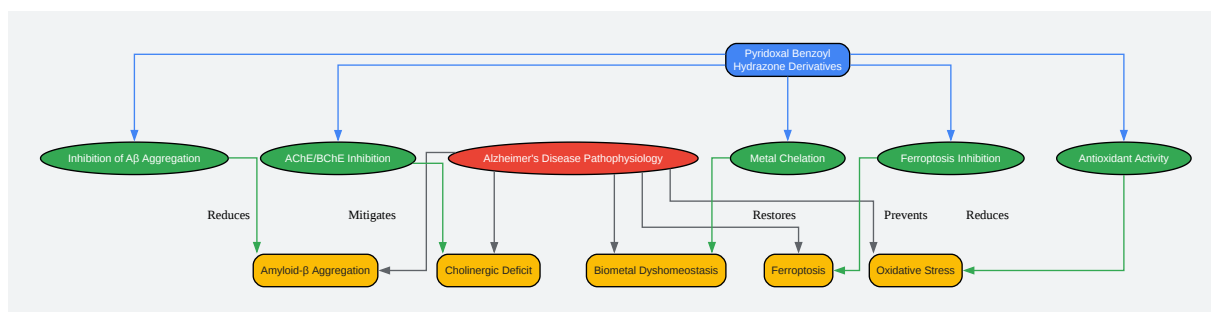 Pyridoxal Benzoyl
Hydrazone Derivatives
Inhibition of Aβ Aggregation
AChE/BChE Inhibition
Alzheimer's Disease Pathophysiology
Metal Chelation
Ferroptosis Inhibition
Antioxidant Activity
Reduces
Mitigates
Restores
Prevents
Reduces
Amyloid-β Aggregation
Cholinergic Deficit
Biometal Dyshomeostasis
Ferroptosis
Oxidative Stress